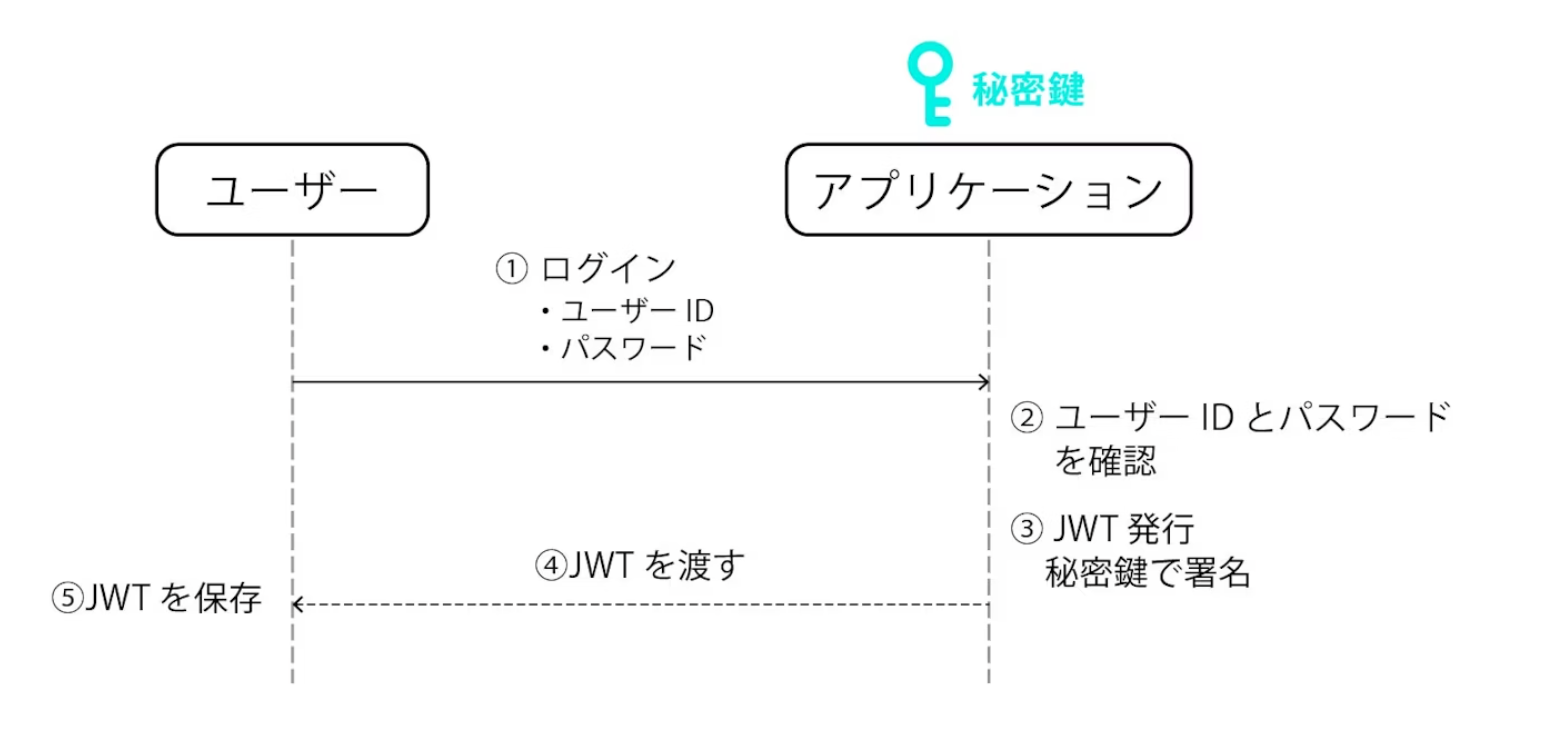 秘密鍵
ユーザー
アプリケーション
① ログイン
・ユーザー ID
・パスワード
② ユーザー ID とパスワード
を確認
③ JWT 発行
秘密鍵で署名
④JWT を渡す
⑤JWT を保存